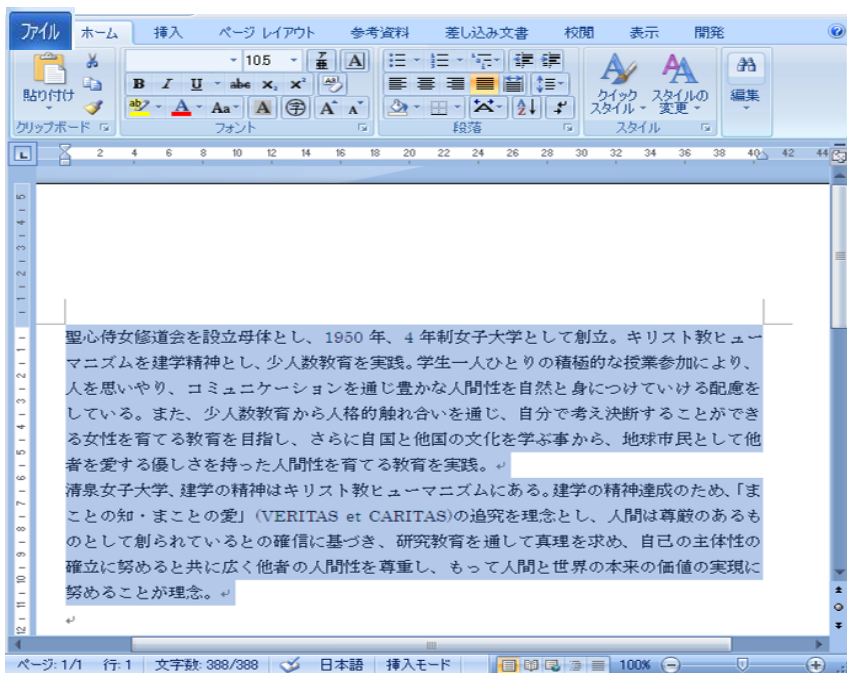 ファイル ホーム 挿入 ページ レイアウト 参考資料 差し込み文書 校閲 表示 開発
10.5
貼り付け
B I U abc x₂ x²
Aa
クイック スタイル
スタイルの 変更
編集
クリップボード フォント 段落 スタイル
2 4 6 8 10 12 14 16 18 20 22 24 26 28 30 32 34 36 38 40 42 44
聖心侍女修道会を設立母体とし、1950 年、4 年制女子大学として創立。キリスト教ヒュー
マニズムを建学精神とし、少人数教育を実践。学生一人ひとりの積極的な授業参加により、
人を思いやり、コミュニケーションを通じ豊かな人間性を自然と身につけていける配慮を
している。また、少人数教育から人格的触れ合いを通じ、自分で考え決断することができ
る女性を育てる教育を目指し、さらに自国と他国の文化を学ぶ事から、地球市民として他
者を愛する優しさを持った人間性を育てる教育を実践。
清泉女子大学、建学の精神はキリスト教ヒューマニズムにある。建学の精神達成のため、「ま
ことの知・まことの愛」(VERITAS et CARITAS)の追究を理念とし、人間は尊厳のあるも
のとして創られているとの確信に基づき、研究教育を通して真理を求め、自己の主体性の
確立に努めると共に広く他者の人間性を尊重し、もって人間と世界の本来の価値の実現に
努めることが理念。
ページ: 1/1 行: 1 文字数: 388/388 日本語 挿入モード 100%